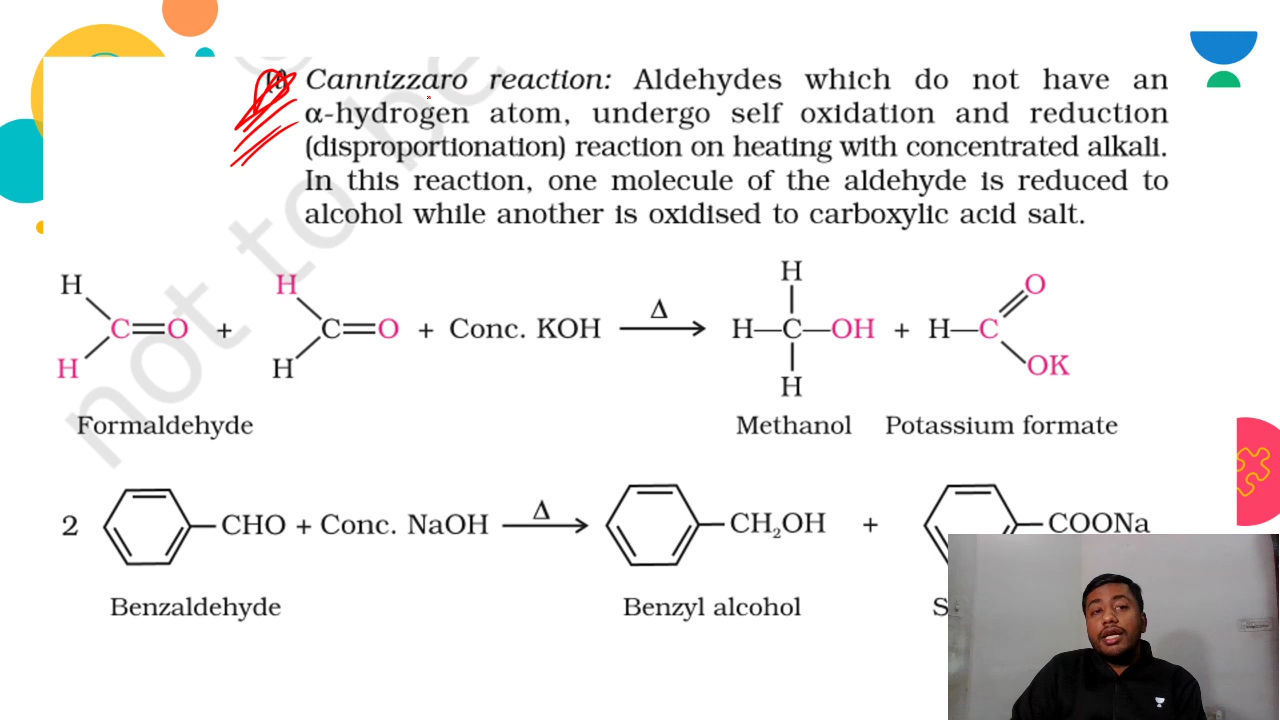 Cannizzaro reaction: Aldehydes which do not have an
α-hydrogen atom, undergo self oxidation and reduction
(disproportionation) reaction on heating with concentrated alkali.
In this reaction, one molecule of the aldehyde is reduced to
alcohol while another is oxidised to carboxylic acid salt.
H H H O
C=O + C=O + Conc. KOH Δ H—C—OH + H—C
H H H OK
Formaldehyde Methanol Potassium formate
2 CHO + Conc. NaOH Δ CH₂OH + COONa
Benzaldehyde Benzyl alcohol S
not to be